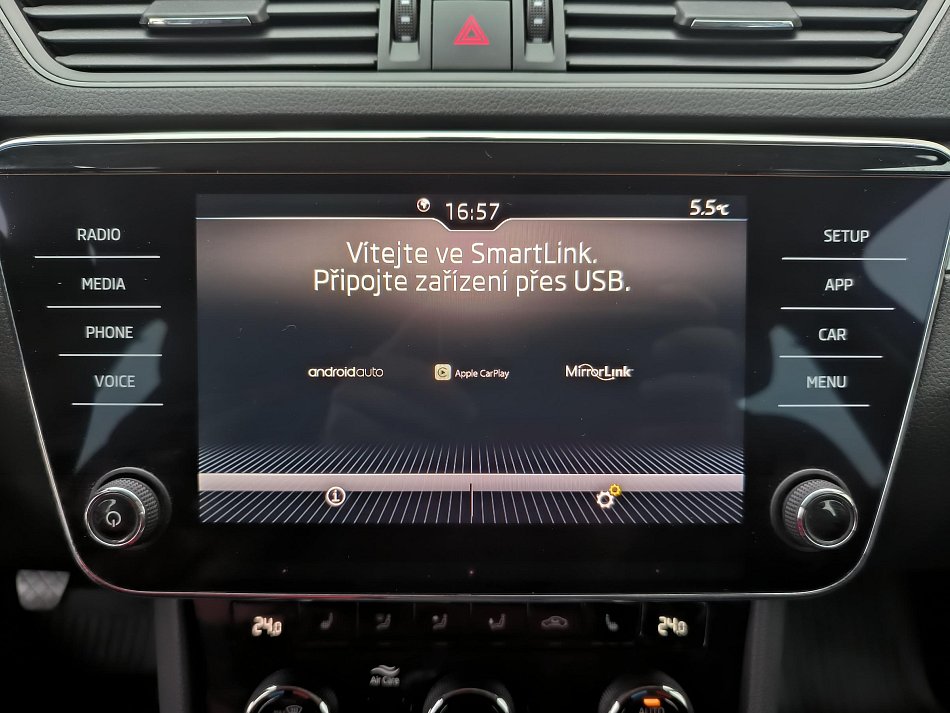 16:57
5.5°C
Vítejte ve SmartLink.
Připojte zařízení přes USB.
RADIO
MEDIA
PHONE
VOICE
androidauto
Apple CarPlay
MirrorLink
SETUP
APP
CAR
MENU
24.0
24.0
Air Care
AUTO